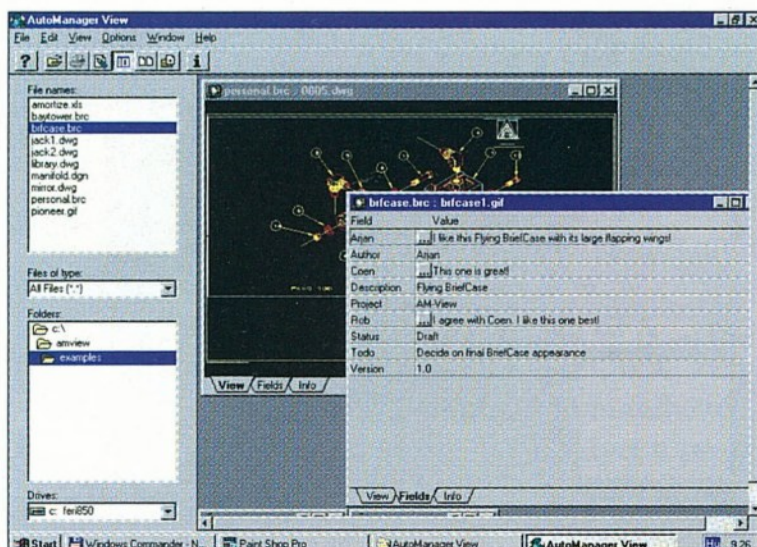 AutoManager View
File Edit View Options Window Help
File names:
amortize.xls
baytower.brc
brfcase.brc
jack1.dwg
jack2.dwg
library.dwg
manifold.dgn
mirror.dwg
personal.brc
pioneer.gif
Files of type:
All Files (*.*)
Folders:
c:\
amview
examples
Drives:
c: feri850
personal.brc : 0005.dwg
View Fields Info
brfcase.brc : brfcase1.gif
Field Value
Arjan ...I like this Flying BriefCase with its large flapping wings!
Author Arjan
Coen ...This one is great!
Description Flying BriefCase
Project AM-View
Rob ...I agree with Coen. I like this one best!
Status Draft
Todo Decide on final BriefCase appearance
Version 1.0
View Fields Info
Start Windows Commander - N... Paint Shop Pro AutoManager View AutoManager View Hu 9:26